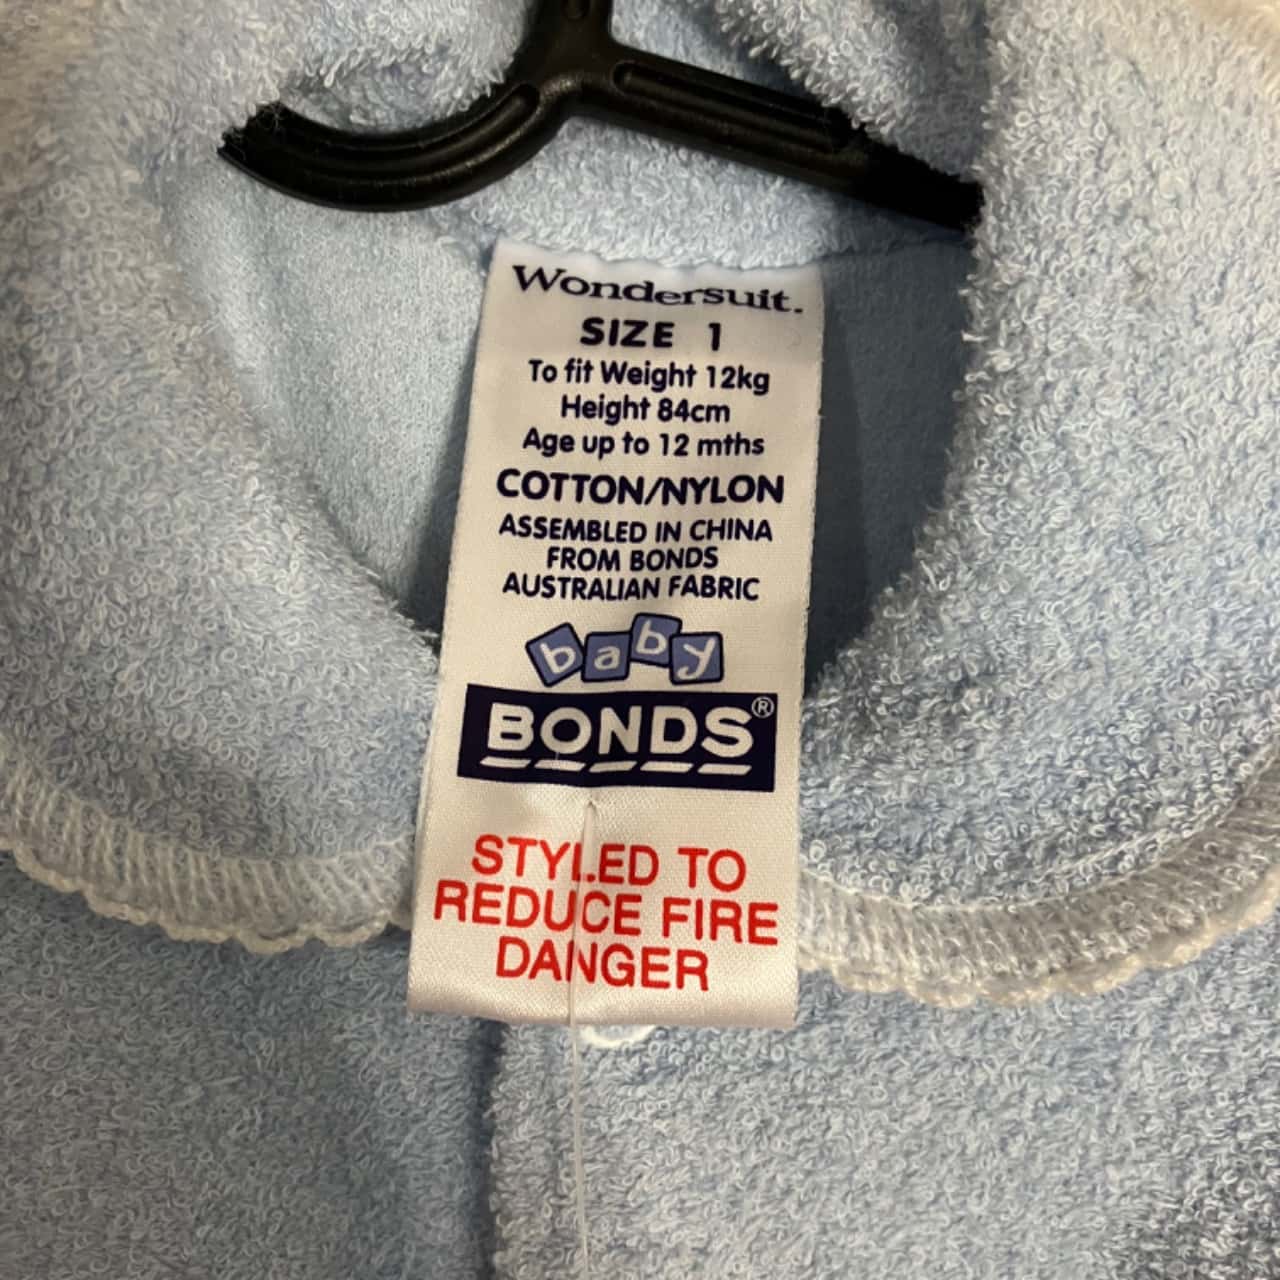 Wondersuit.
SIZE 1
To fit Weight 12kg
Height 84cm
Age up to 12 mths
COTTON/NYLON
ASSEMBLED IN CHINA
FROM BONDS
AUSTRALIAN FABRIC
baby
BONDS®
STYLED TO
REDUCE FIRE
DANGER